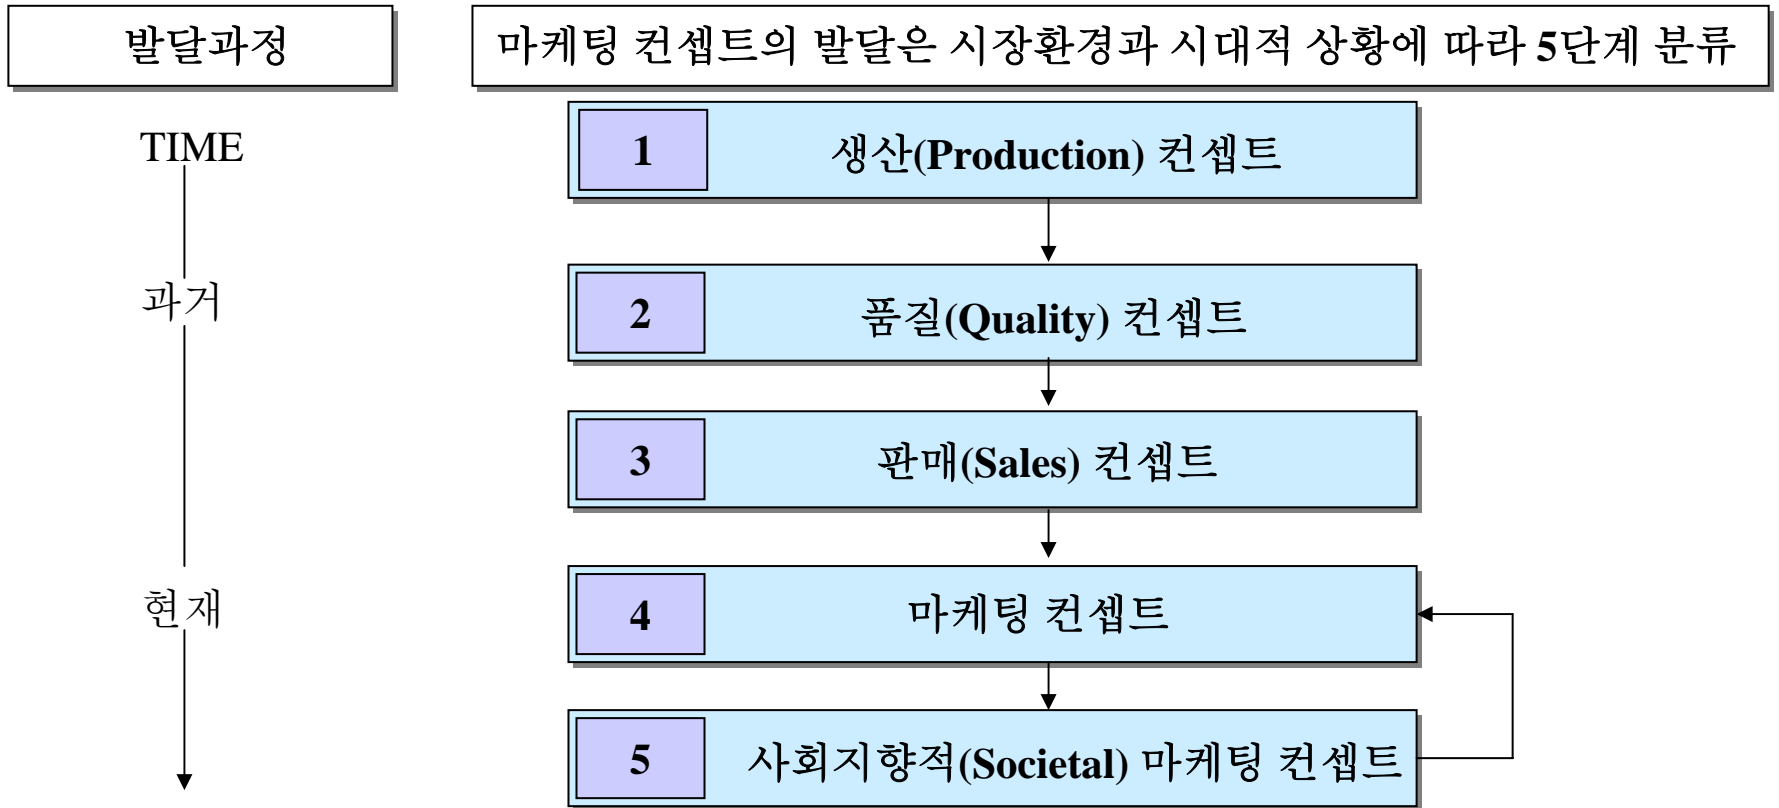 발달과정
마케팅 컨셉트의 발달은 시장환경과 시대적 상황에 따라 5단계 분류
TIME
과거
현재
1 생산(Production) 컨셉트
2 품질(Quality) 컨셉트
3 판매(Sales) 컨셉트
4 마케팅 컨셉트
5 사회지향적(Societal) 마케팅 컨셉트